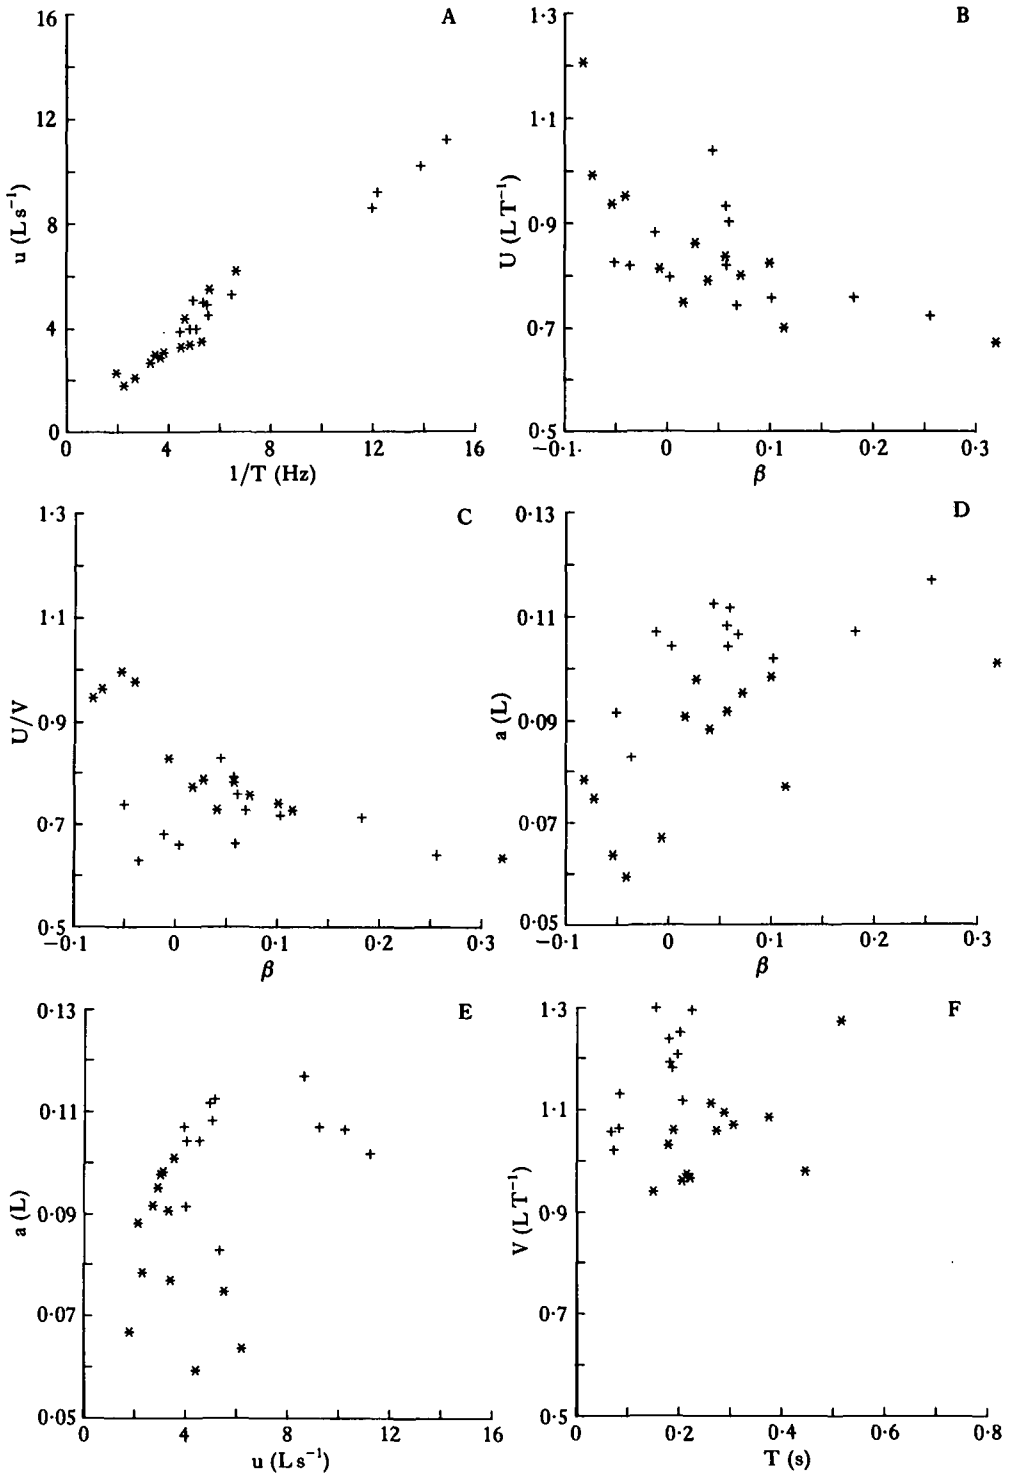 A
16
12
8
4
0
u (L s⁻¹)
0 4 8 12 16
1/T (Hz)
B
1·3
1·1
0·9
0·7
0·5
U (L T⁻¹)
−0·1 0 0·1 0·2 0·3
β
C
1·3
1·1
0·9
0·7
0·5
U/V
−0·1 0 0·1 0·2 0·3
β
D
0·13
0·11
0·09
0·07
0·05
a (L)
−0·1 0 0·1 0·2 0·3
β
E
0·13
0·11
0·09
0·07
0·05
a (L)
0 4 8 12 16
u (L s⁻¹)
F
1·3
1·1
0·9
0·7
0·5
V (L T⁻¹)
0 0·2 0·4 0·6 0·8
T (s)